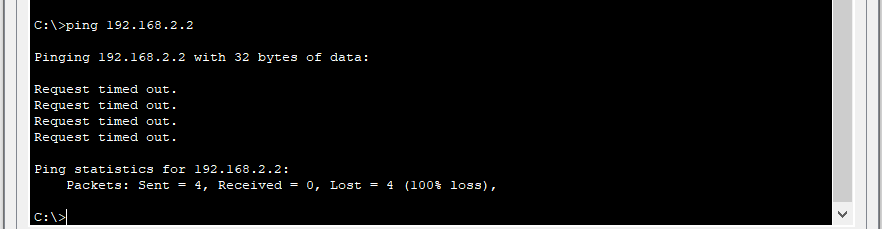 C:\>ping 192.168.2.2
Pinging 192.168.2.2 with 32 bytes of data:
Request timed out.
Request timed out.
Request timed out.
Request timed out.
Ping statistics for 192.168.2.2:
    Packets: Sent = 4, Received = 0, Lost = 4 (100% loss),
C:\>